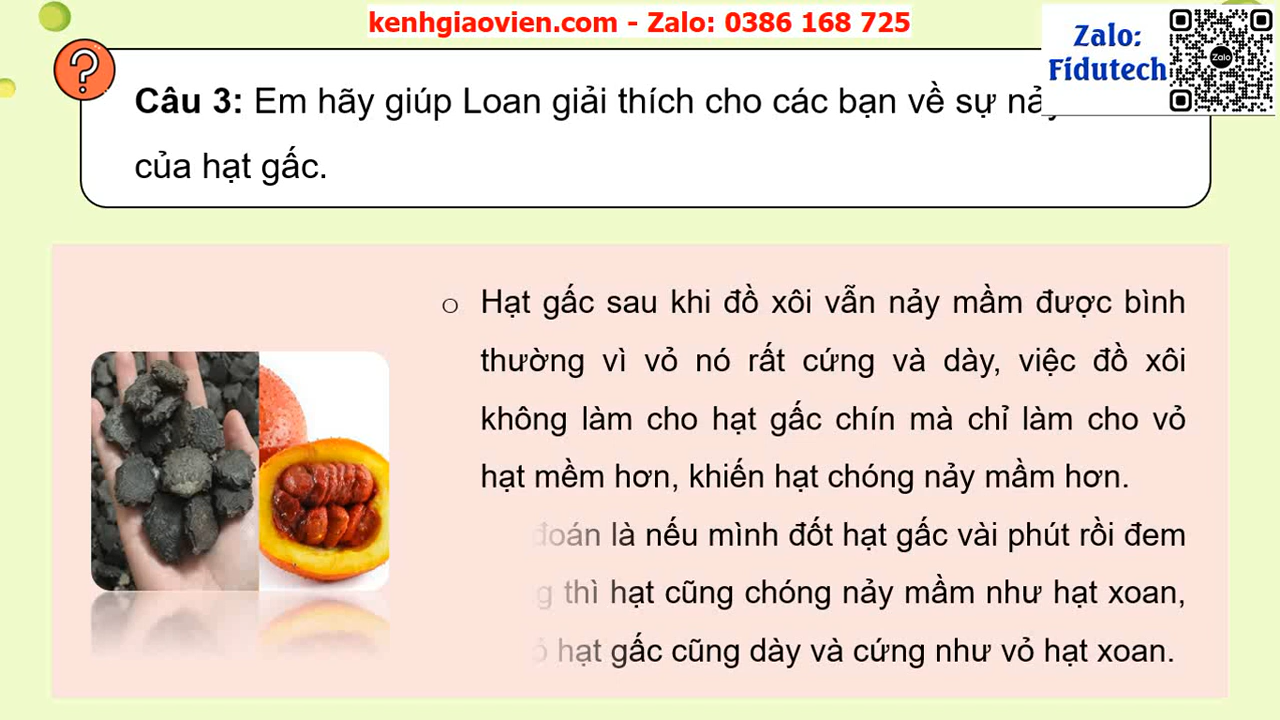 kenhgiaovien.com - Zalo: 0386 168 725
Zalo:
Fidutech
Zalo
?
Câu 3: Em hãy giúp Loan giải thích cho các bạn về sự
của hạt gấc.
o Hạt gấc sau khi đồ xôi vẫn nảy mầm được bình
thường vì vỏ nó rất cứng và dày, việc đồ xôi
không làm cho hạt gấc chín mà chỉ làm cho vỏ
hạt mềm hơn, khiến hạt chóng nảy mầm hơn.
đoán là nếu mình đốt hạt gấc vài phút rồi đem
thì hạt cũng chóng nảy mầm như hạt xoan,
hạt gấc cũng dày và cứng như vỏ hạt xoan.